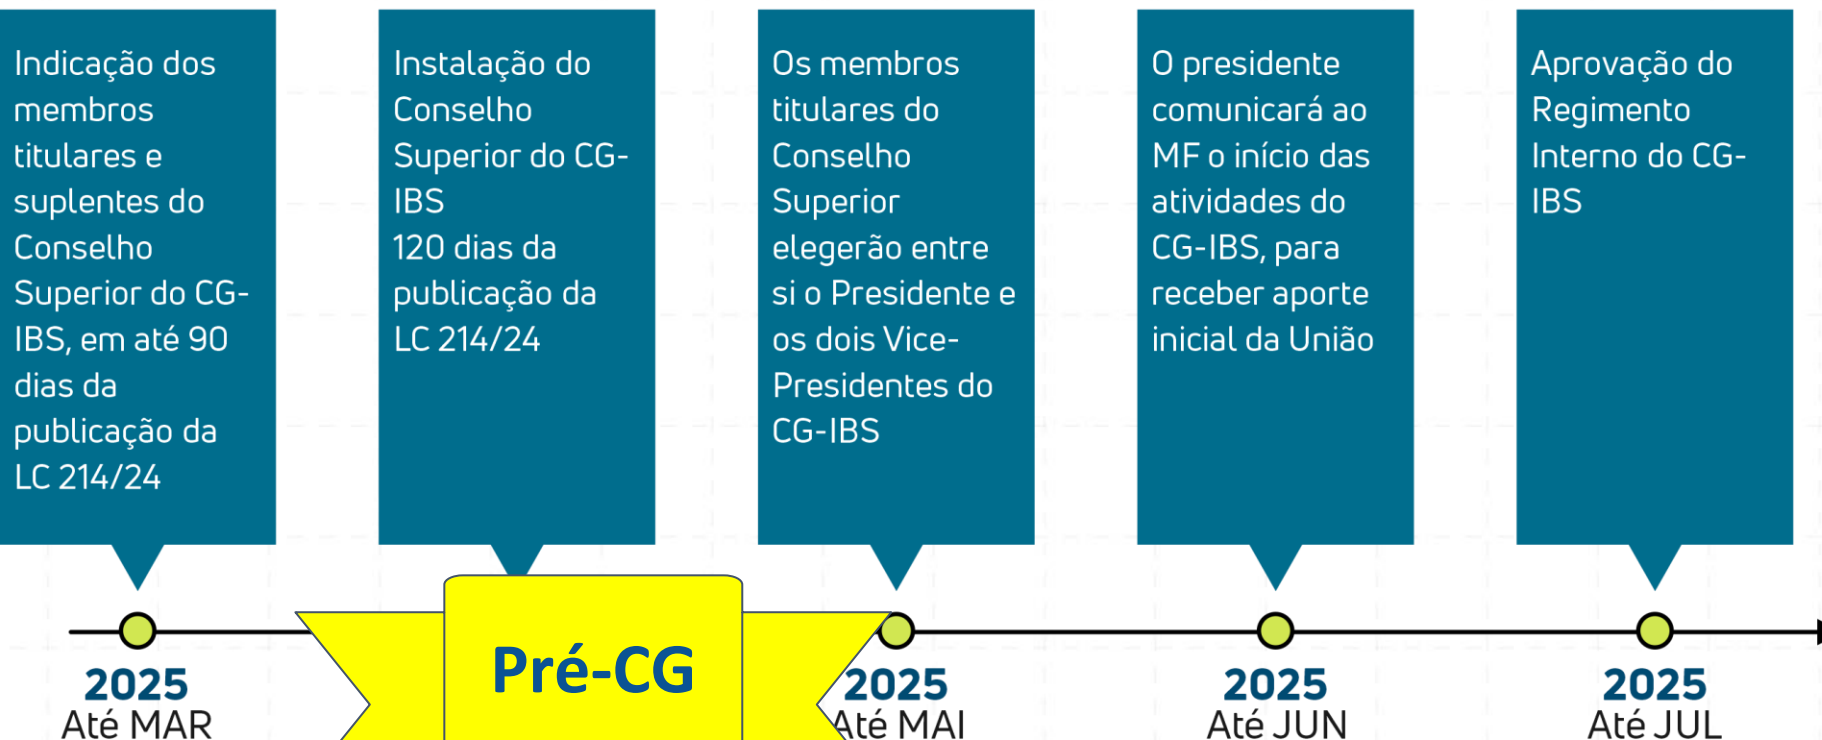 Indicação dos
membros
titulares e
suplentes do
Conselho
Superior do CG-
IBS, em até 90
dias da
publicação da
LC 214/24
Instalação do
Conselho
Superior do CG-
IBS
120 dias da
publicação da
LC 214/24
Os membros
titulares do
Conselho
Superior
elegerão entre
si o Presidente e
os dois Vice-
Presidentes do
CG-IBS
O presidente
comunicará ao
MF o início das
atividades do
CG-IBS, para
receber aporte
inicial da União
Aprovação do
Regimento
Interno do CG-
IBS
2025
Até MAR
Pré-CG
2025
Até MAI
2025
Até JUN
2025
Até JUL